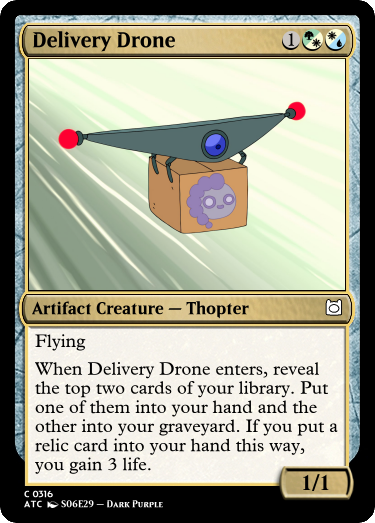 Delivery Drone 1
Artifact Creature — Thopter
Flying
When Delivery Drone enters, reveal
the top two cards of your library. Put
one of them into your hand and the
other into your graveyard. If you put a
relic card into your hand this way,
you gain 3 life.
1/1
C 0316
ATC S06E29 — Dark Purple